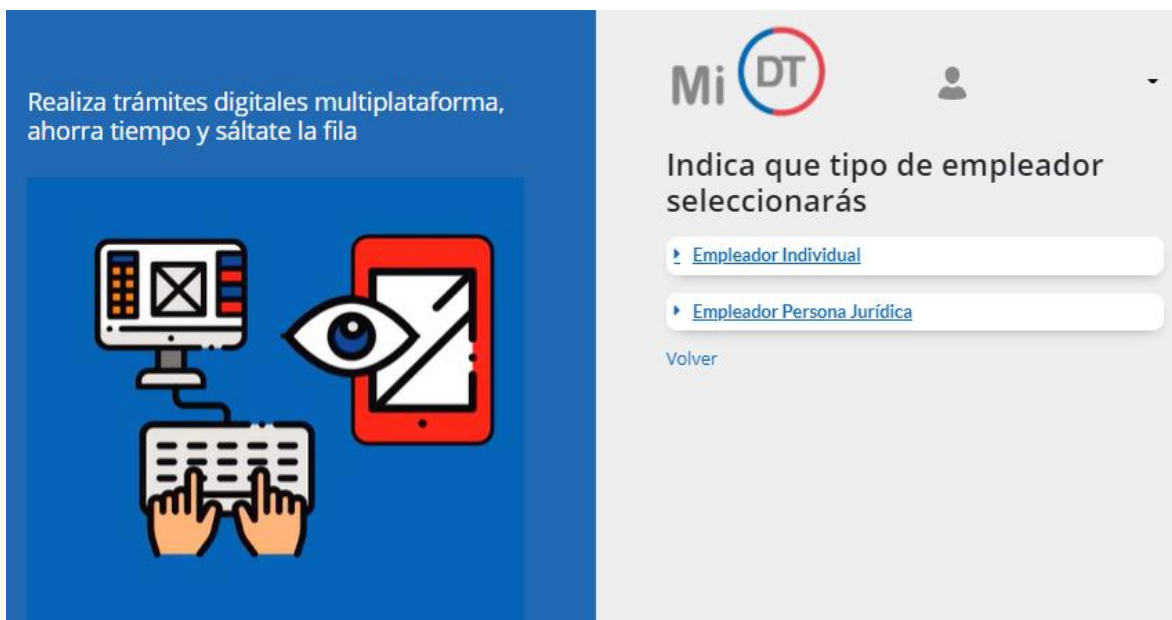 Realiza trámites digitales multiplataforma,
ahorra tiempo y sáltate la fila
Mi DT
Indica que tipo de empleador
seleccionarás
Empleador Individual
Empleador Persona Jurídica
Volver